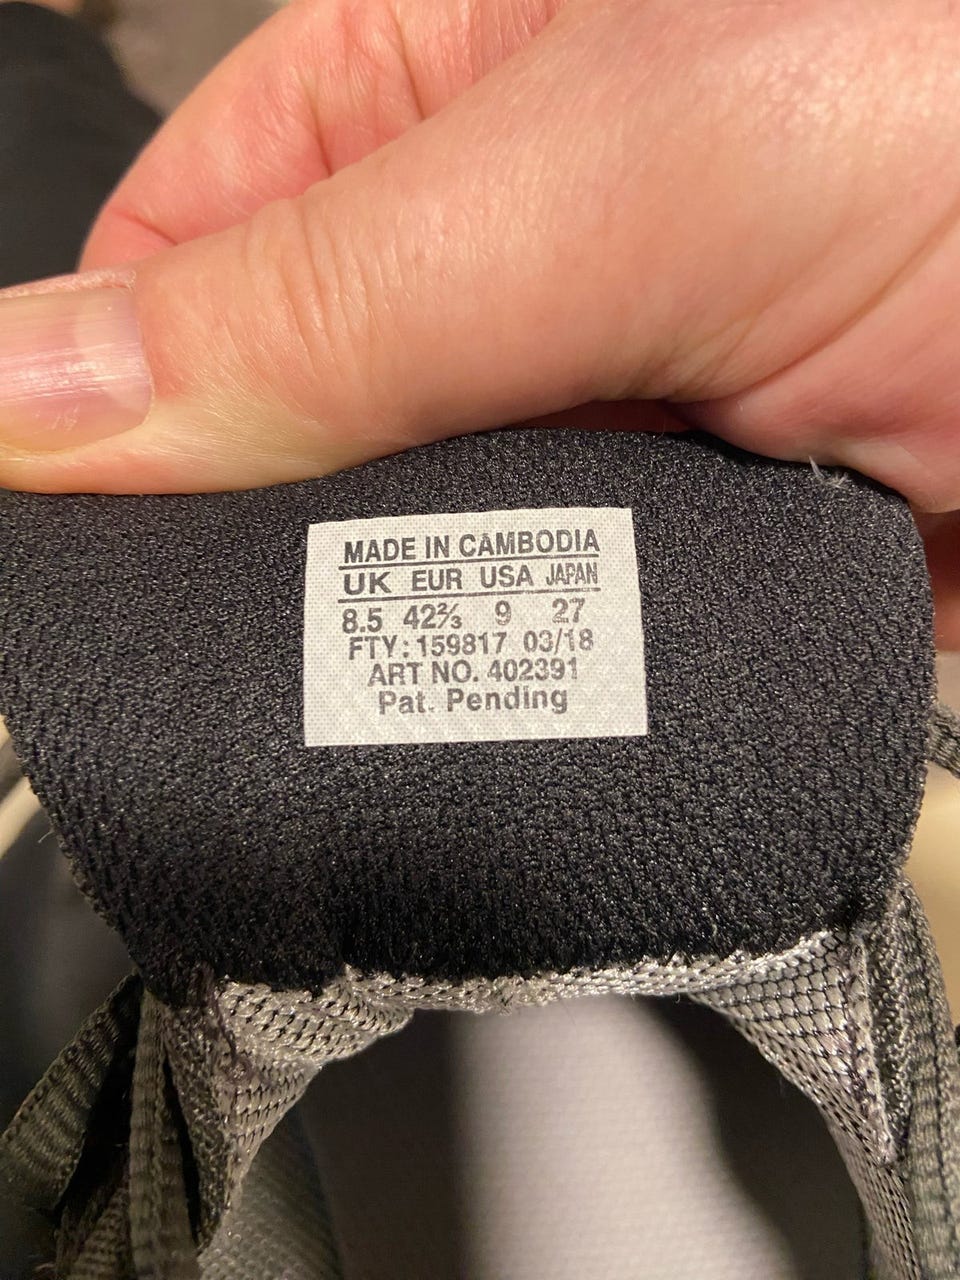 MADE IN CAMBODIA
UK EUR USA JAPAN
8.5 42⅔ 9 27
FTY: 159817 03/18
ART NO. 402391
Pat. Pending